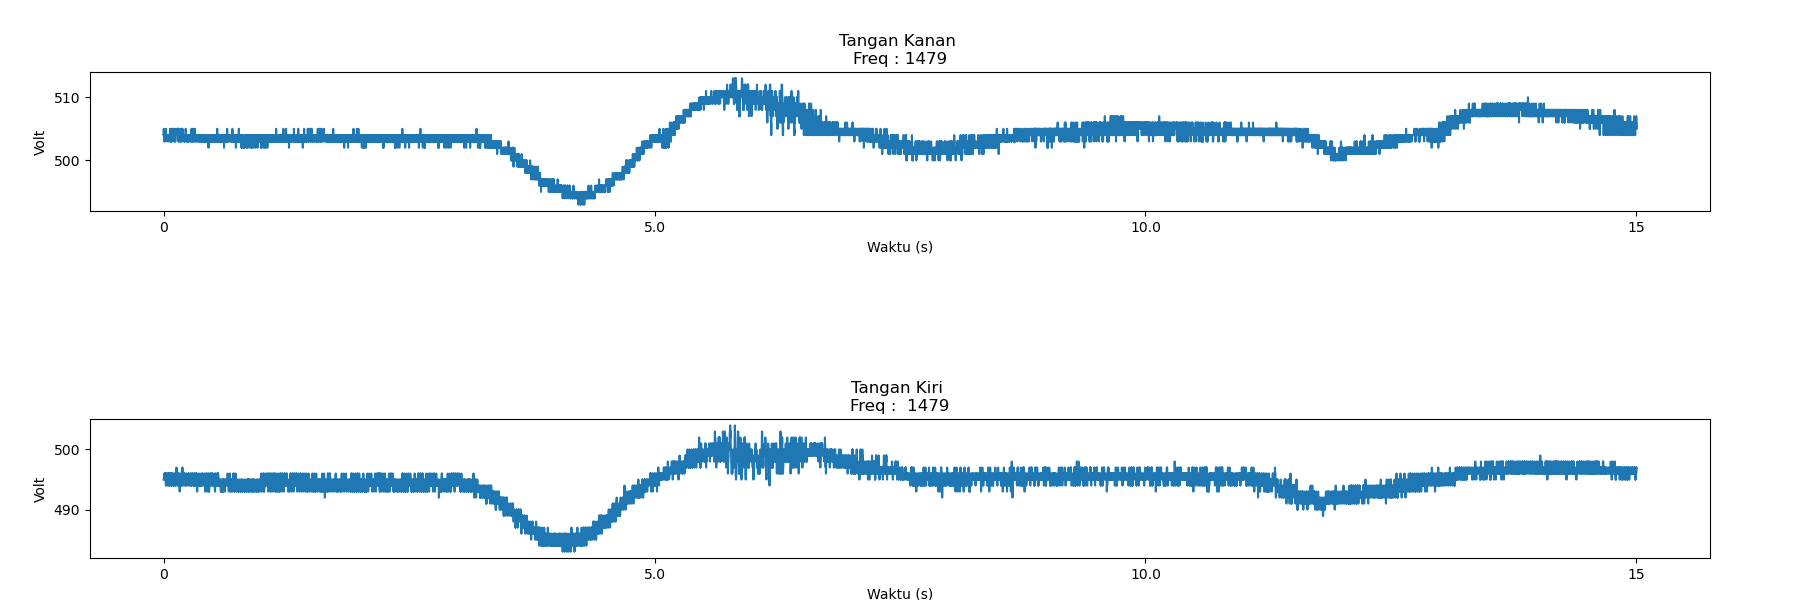 Tangan Kanan
Freq : 1479
Volt
510
500
0
5.0
10.0
15
Waktu (s)
Tangan Kiri
Freq :  1479
Volt
500
490
0
5.0
10.0
15
Waktu (s)